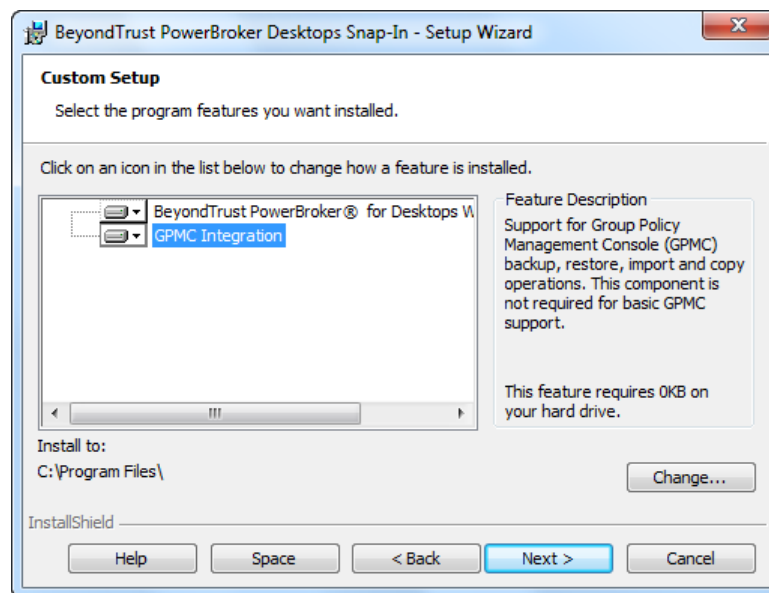 BeyondTrust PowerBroker Desktops Snap-In - Setup Wizard
Custom Setup
Select the program features you want installed.
Click on an icon in the list below to change how a feature is installed.
BeyondTrust PowerBroker® for Desktops W
GPMC Integration
Feature Description
Support for Group Policy
Management Console (GPMC)
backup, restore, import and copy
operations. This component is
not required for basic GPMC
support.
This feature requires 0KB on
your hard drive.
Install to:
C:\Program Files\
Change...
InstallShield
Help
Space
< Back
Next >
Cancel